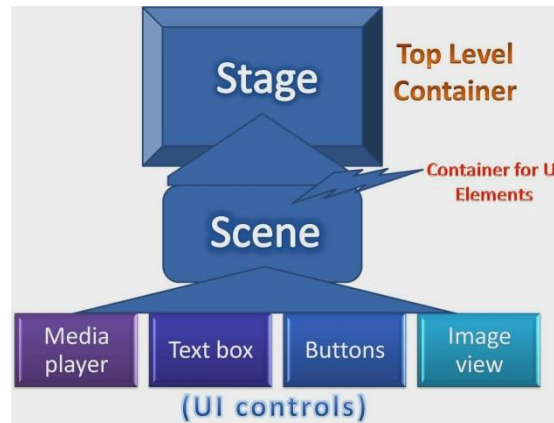 Stage
Top Level
Container
Container for U
Elements
Scene
Media
player
Text box
Buttons
Image
view
(UI controls)